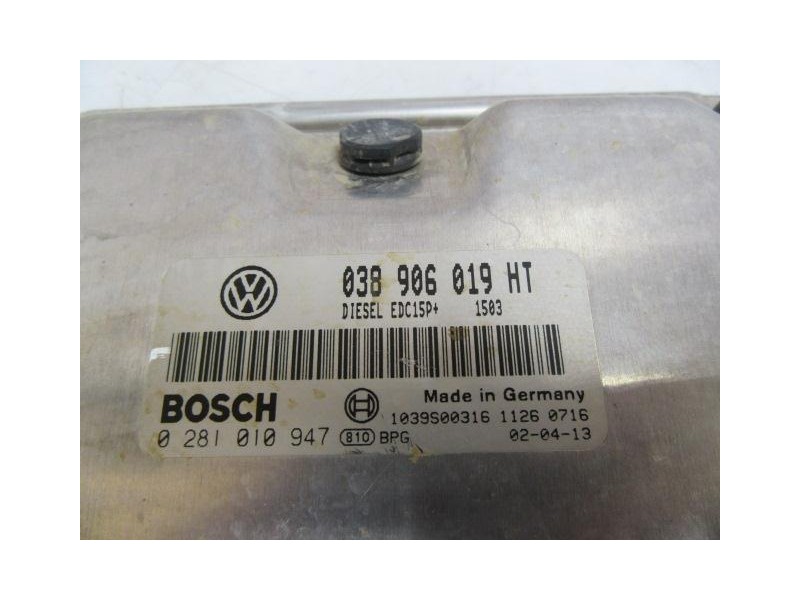 038 906 019 HT
DIESEL EDC15P+ 1503
BOSCH
Made in Germany
1039S00316 1126 0716
0 281 010 947 810 BPG 02-04-13